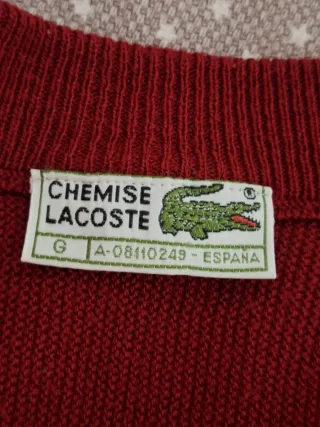 CHEMISE
LACOSTE
®
G A-08110249 - ESPAÑA